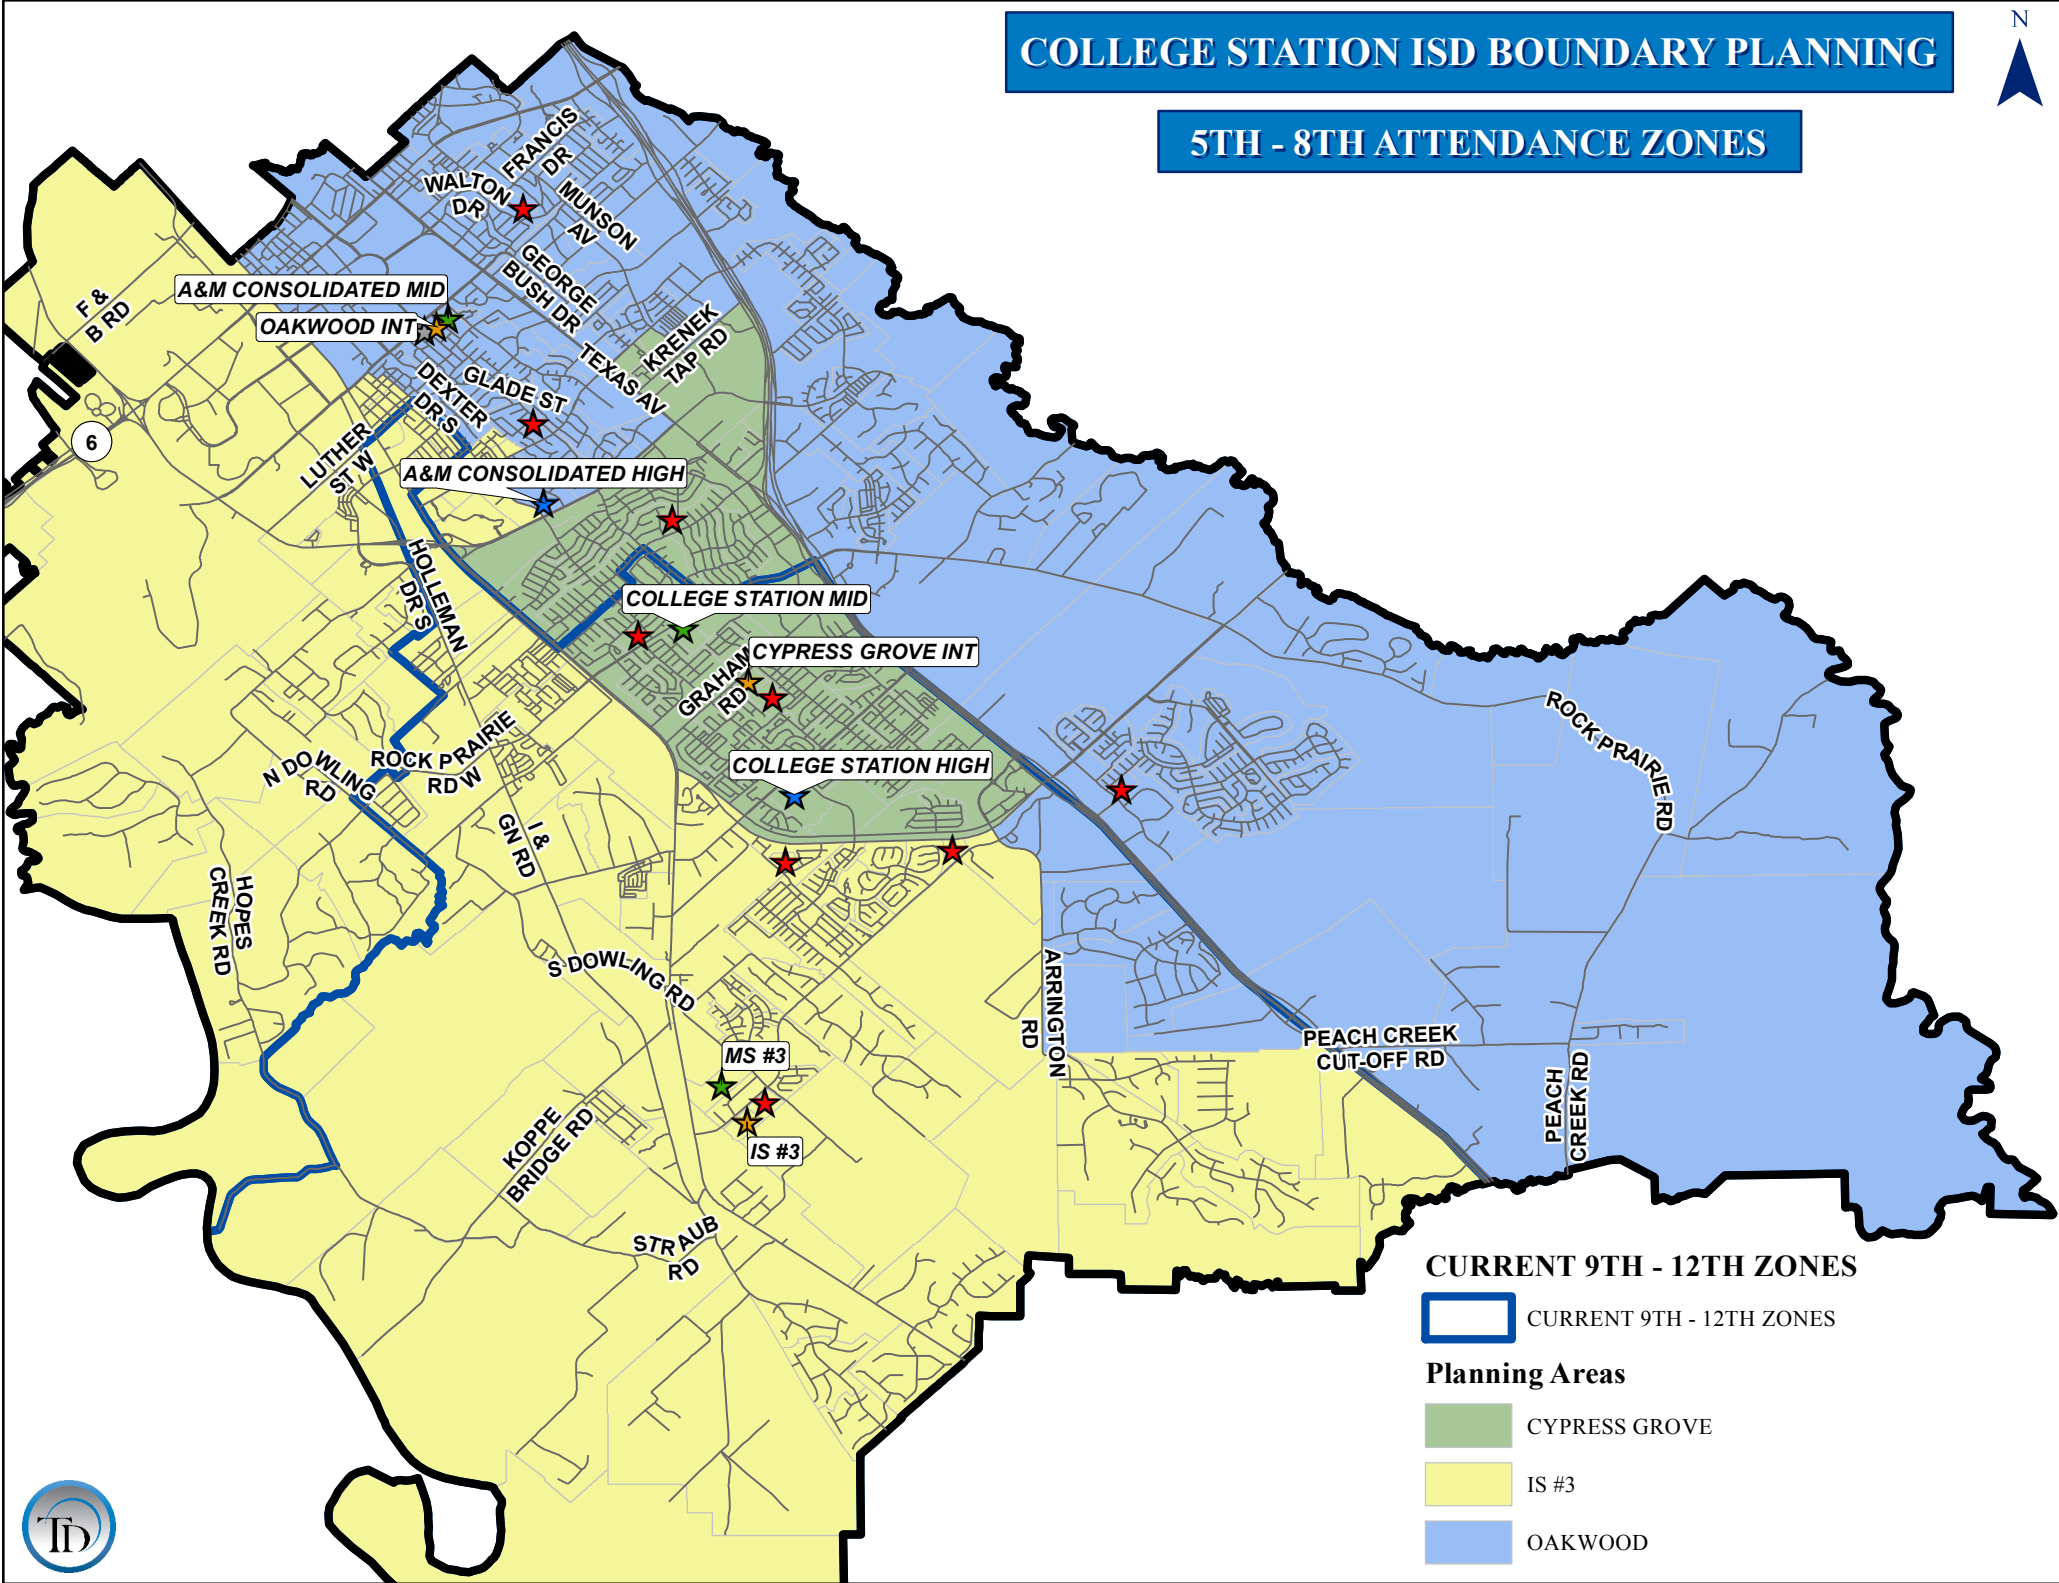 COLLEGE STATION ISD BOUNDARY PLANNING
N
5TH - 8TH ATTENDANCE ZONES
FRANCIS
DR
WALTON
DR
MUNSON
AV
GEORGE
BUSH DR
A&M CONSOLIDATED MID
F &
B RD
OAKWOOD INT
KRENEK
TAP RD
TEXAS AV
DEXTER
DR S
GLADE ST
6
LUTHER
ST W
A&M CONSOLIDATED HIGH
HOLLEMAN
DR S
COLLEGE STATION MID
CYPRESS GROVE INT
GRAHAM
RD
ROCK PRAIRIE RD
ROCK PRAIRIE
RD W
N DOWLING
RD
COLLEGE STATION HIGH
I &
GN RD
HOPES
CREEK RD
S DOWLING RD
ARRINGTON
RD
PEACH CREEK
CUT-OFF RD
MS #3
PEACH
CREEK RD
KOPPE
BRIDGE RD
IS #3
STRAUB
RD
CURRENT 9TH - 12TH ZONES
CURRENT 9TH - 12TH ZONES
Planning Areas
CYPRESS GROVE
IS #3
OAKWOOD
TD